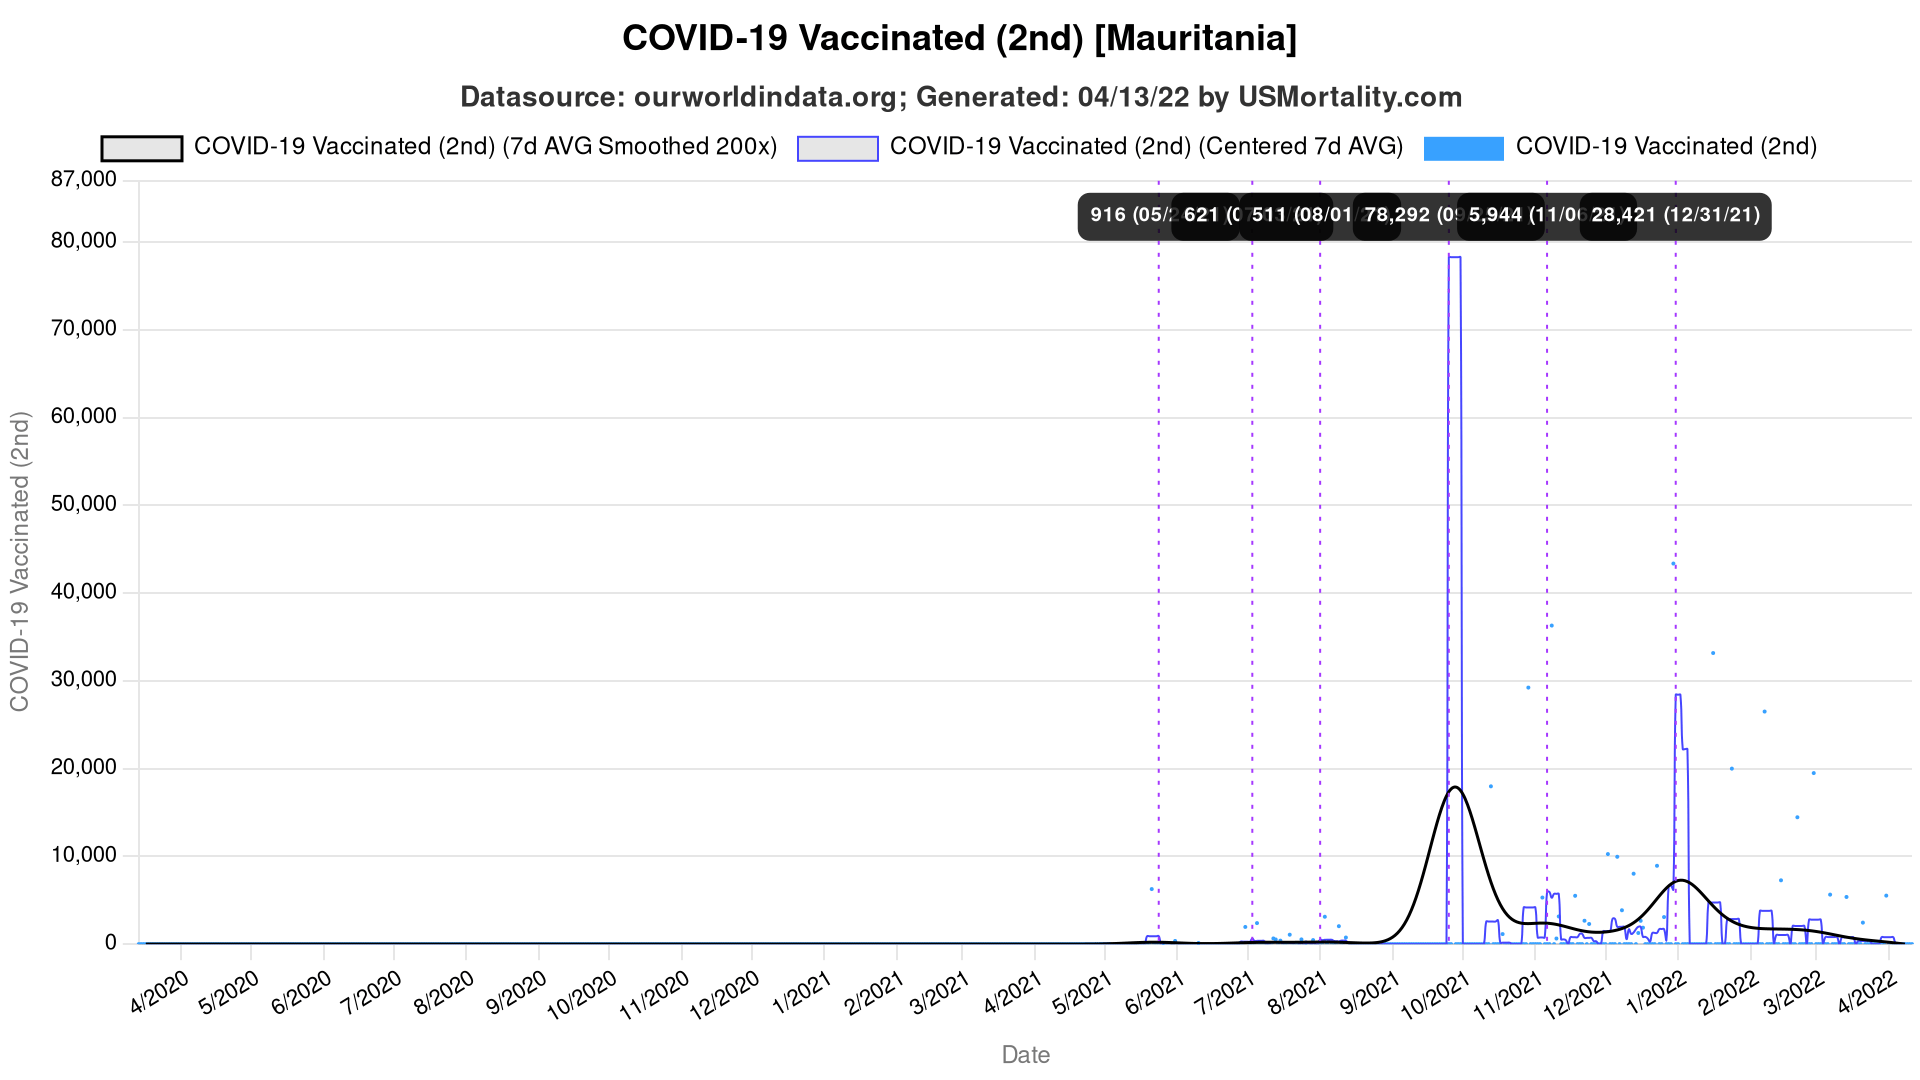 COVID-19 Vaccinated (2nd) [Mauritania]
Datasource: ourworldindata.org; Generated: 04/13/22 by USMortality.com
COVID-19 Vaccinated (2nd) (7d AVG Smoothed 200x) COVID-19 Vaccinated (2nd) (Centered 7d AVG) COVID-19 Vaccinated (2nd)
916 (05/ 621 ( 511 (08/01/ 78,292 (09 5,944 (11/06 28,421 (12/31/21)
87,000
80,000
70,000
60,000
50,000
40,000
30,000
20,000
10,000
0
COVID-19 Vaccinated (2nd)
4/2020 5/2020 6/2020 7/2020 8/2020 9/2020 10/2020 11/2020 12/2020 1/2021 2/2021 3/2021 4/2021 5/2021 6/2021 7/2021 8/2021 9/2021 10/2021 11/2021 12/2021 1/2022 2/2022 3/2022 4/2022
Date